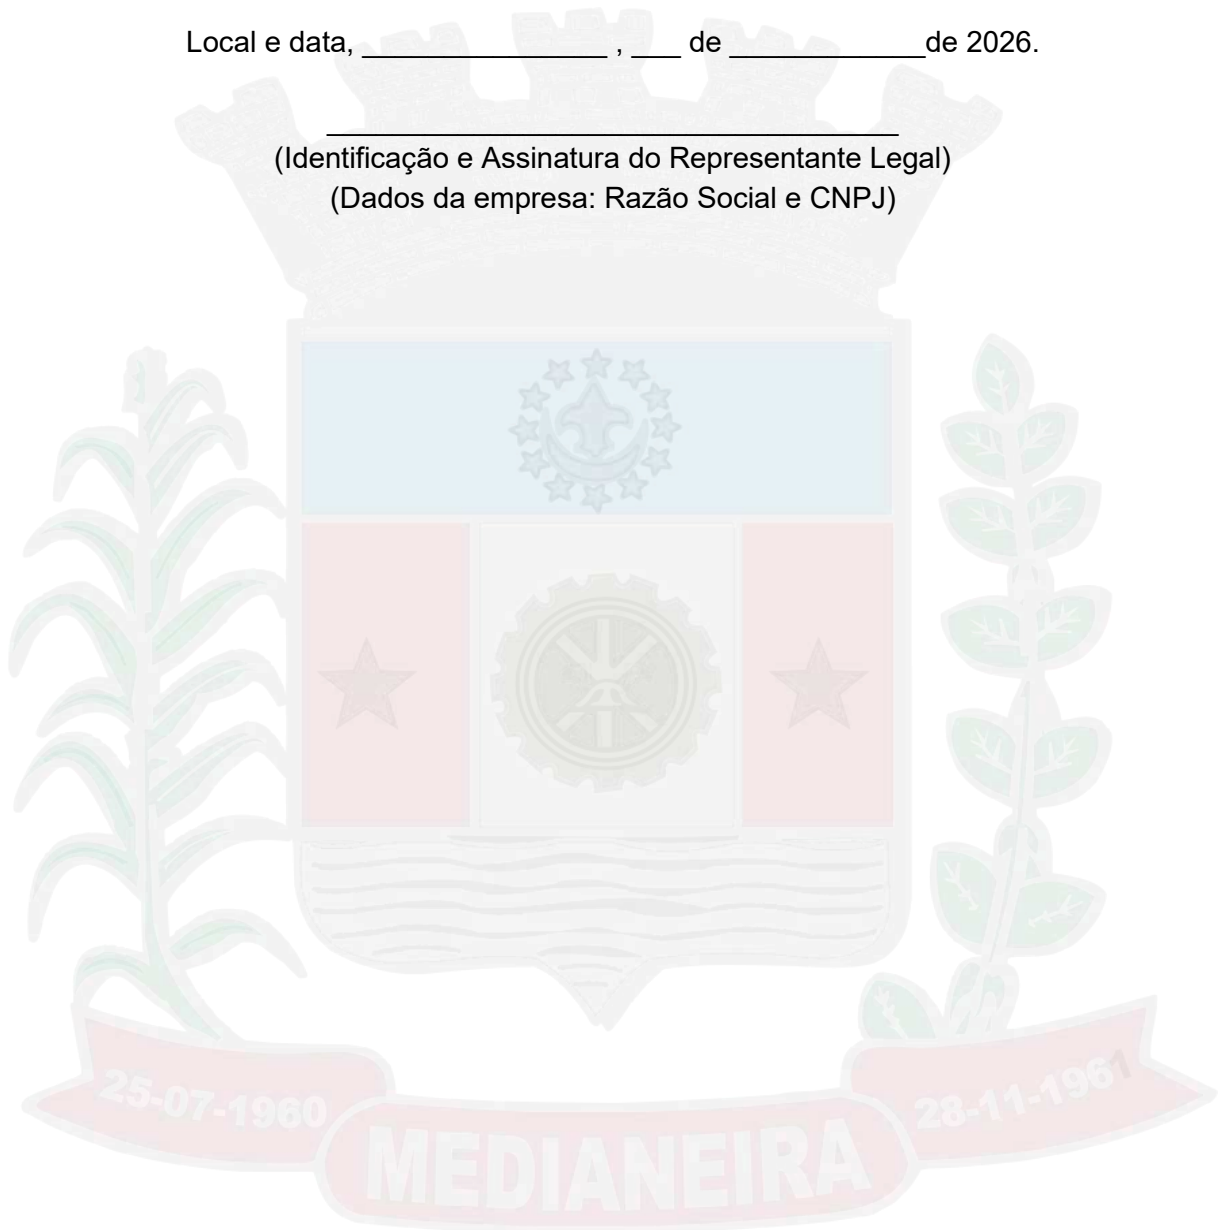 Local e data, _______________ , ___ de ____________de 2026.
___________________________________
(Identificação e Assinatura do Representante Legal)
(Dados da empresa: Razão Social e CNPJ)
25-07-1960
28-11-1961
MEDIANEIRA